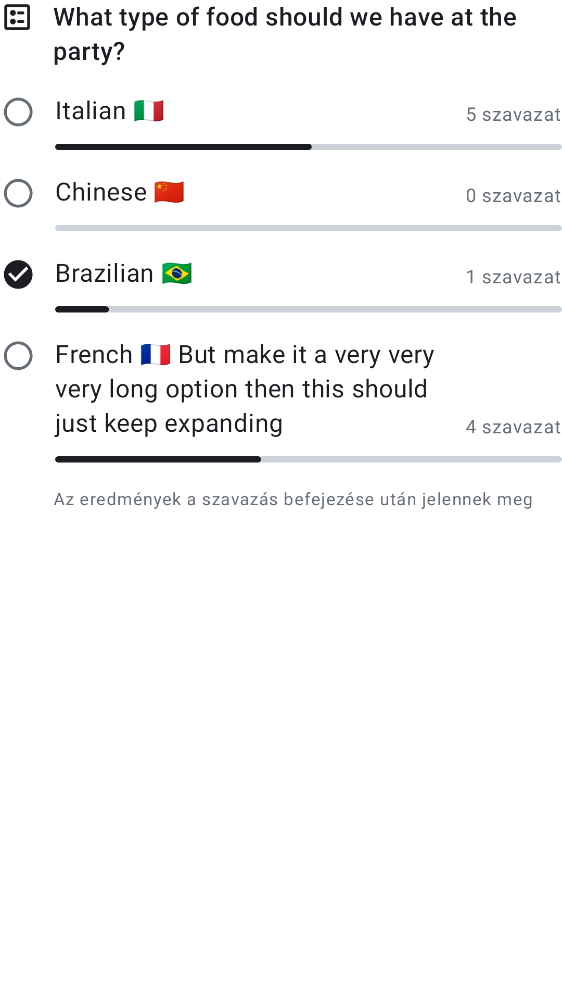 What type of food should we have at the
party?
Italian 🇮🇹
5 szavazat
Chinese 🇨🇳
0 szavazat
Brazilian 🇧🇷
1 szavazat
French 🇫🇷 But make it a very very
very long option then this should
just keep expanding
4 szavazat
Az eredmények a szavazás befejezése után jelennek meg